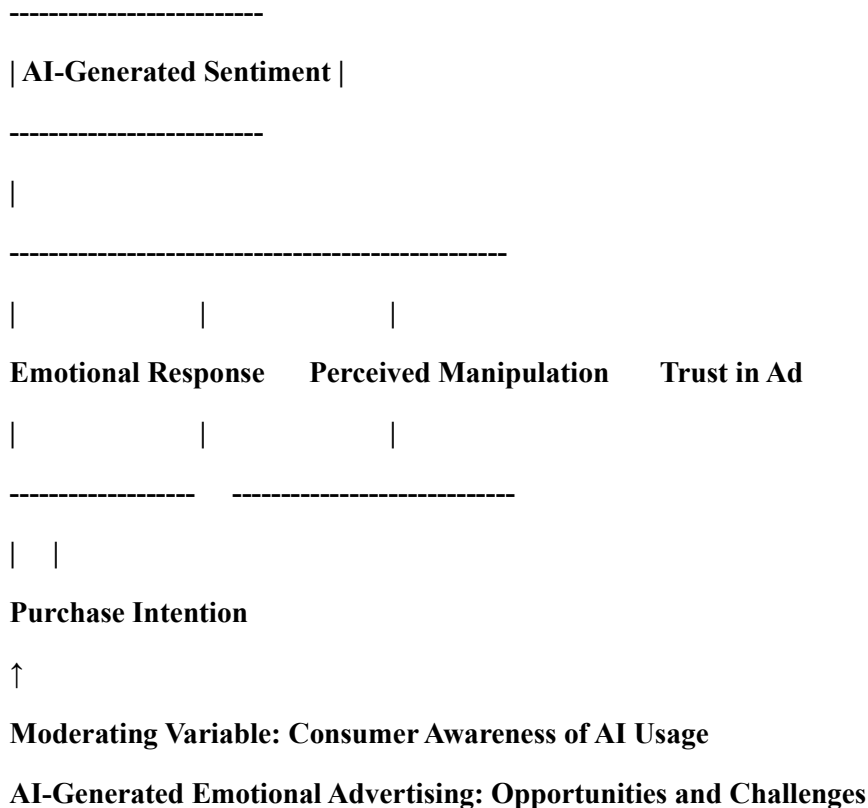 --------------------------
| AI-Generated Sentiment |
--------------------------
|
---------------------------------------------------
| | |
Emotional Response Perceived Manipulation Trust in Ad
| | |
------------------- -----------------------------
| |
Purchase Intention
↑
Moderating Variable: Consumer Awareness of AI Usage
AI-Generated Emotional Advertising: Opportunities and Challenges